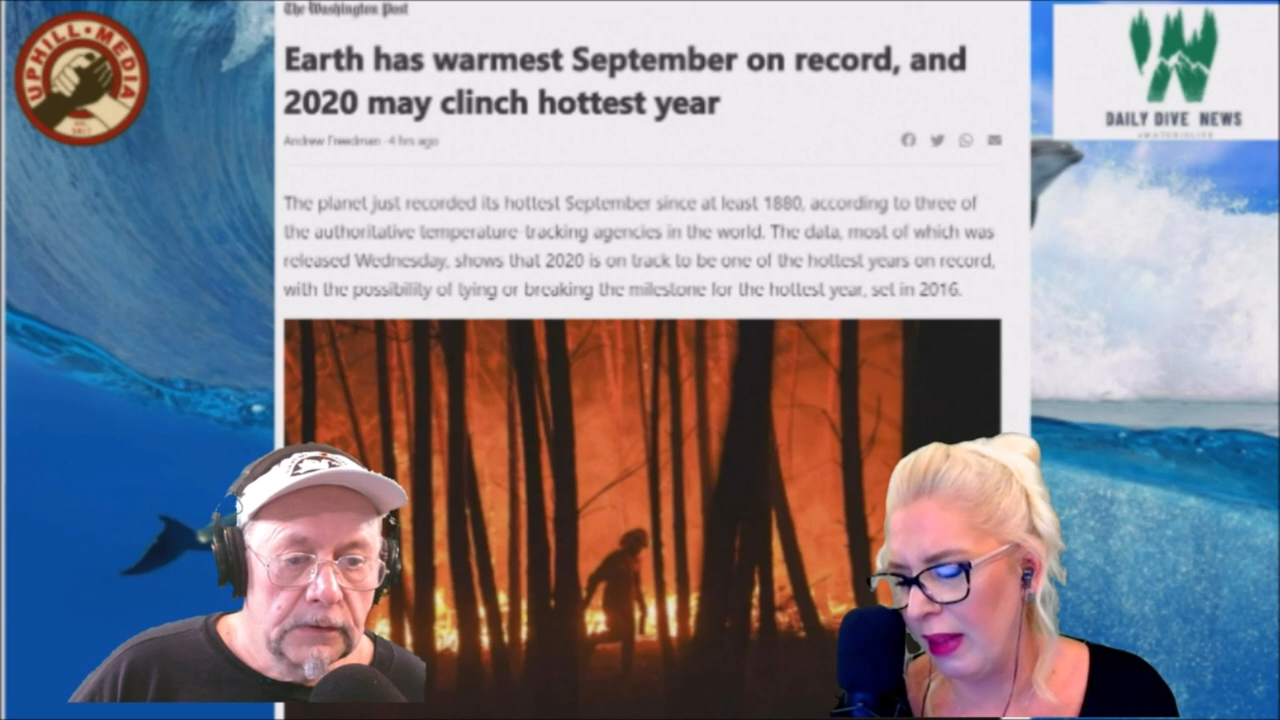 The Washington Post
UPHILL • MEDIA
Earth has warmest September on record, and
2020 may clinch hottest year
DAILY DIVE NEWS
#WATERISLIFE
Andrew Freedman - 4 hrs ago
The planet just recorded its hottest September since at least 1880, according to three of
the authoritative temperature-tracking agencies in the world. The data, most of which was
released Wednesday, shows that 2020 is on track to be one of the hottest years on record,
with the possibility of tying or breaking the milestone for the hottest year, set in 2016.